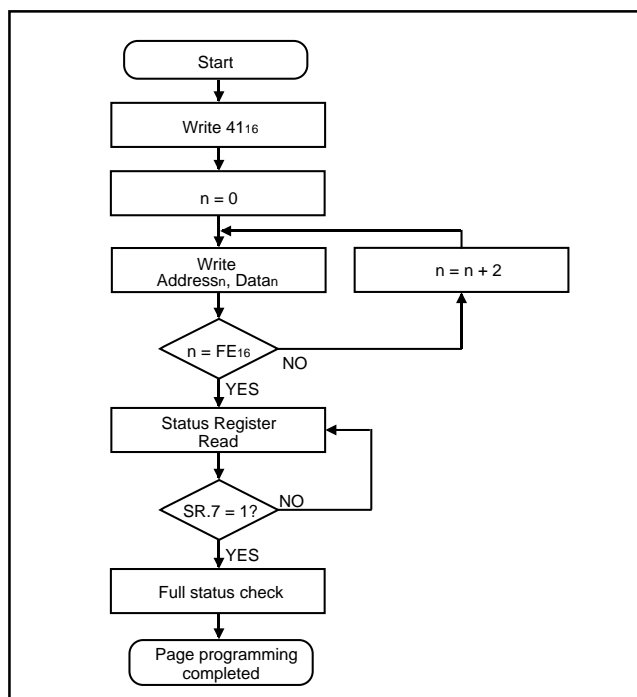 Start
Write 41₁₆
n = 0
Write
Addressn, Datan
n = n + 2
n = FE₁₆
NO
YES
Status Register
Read
SR.7 = 1?
NO
YES
Full status check
Page programming
completed